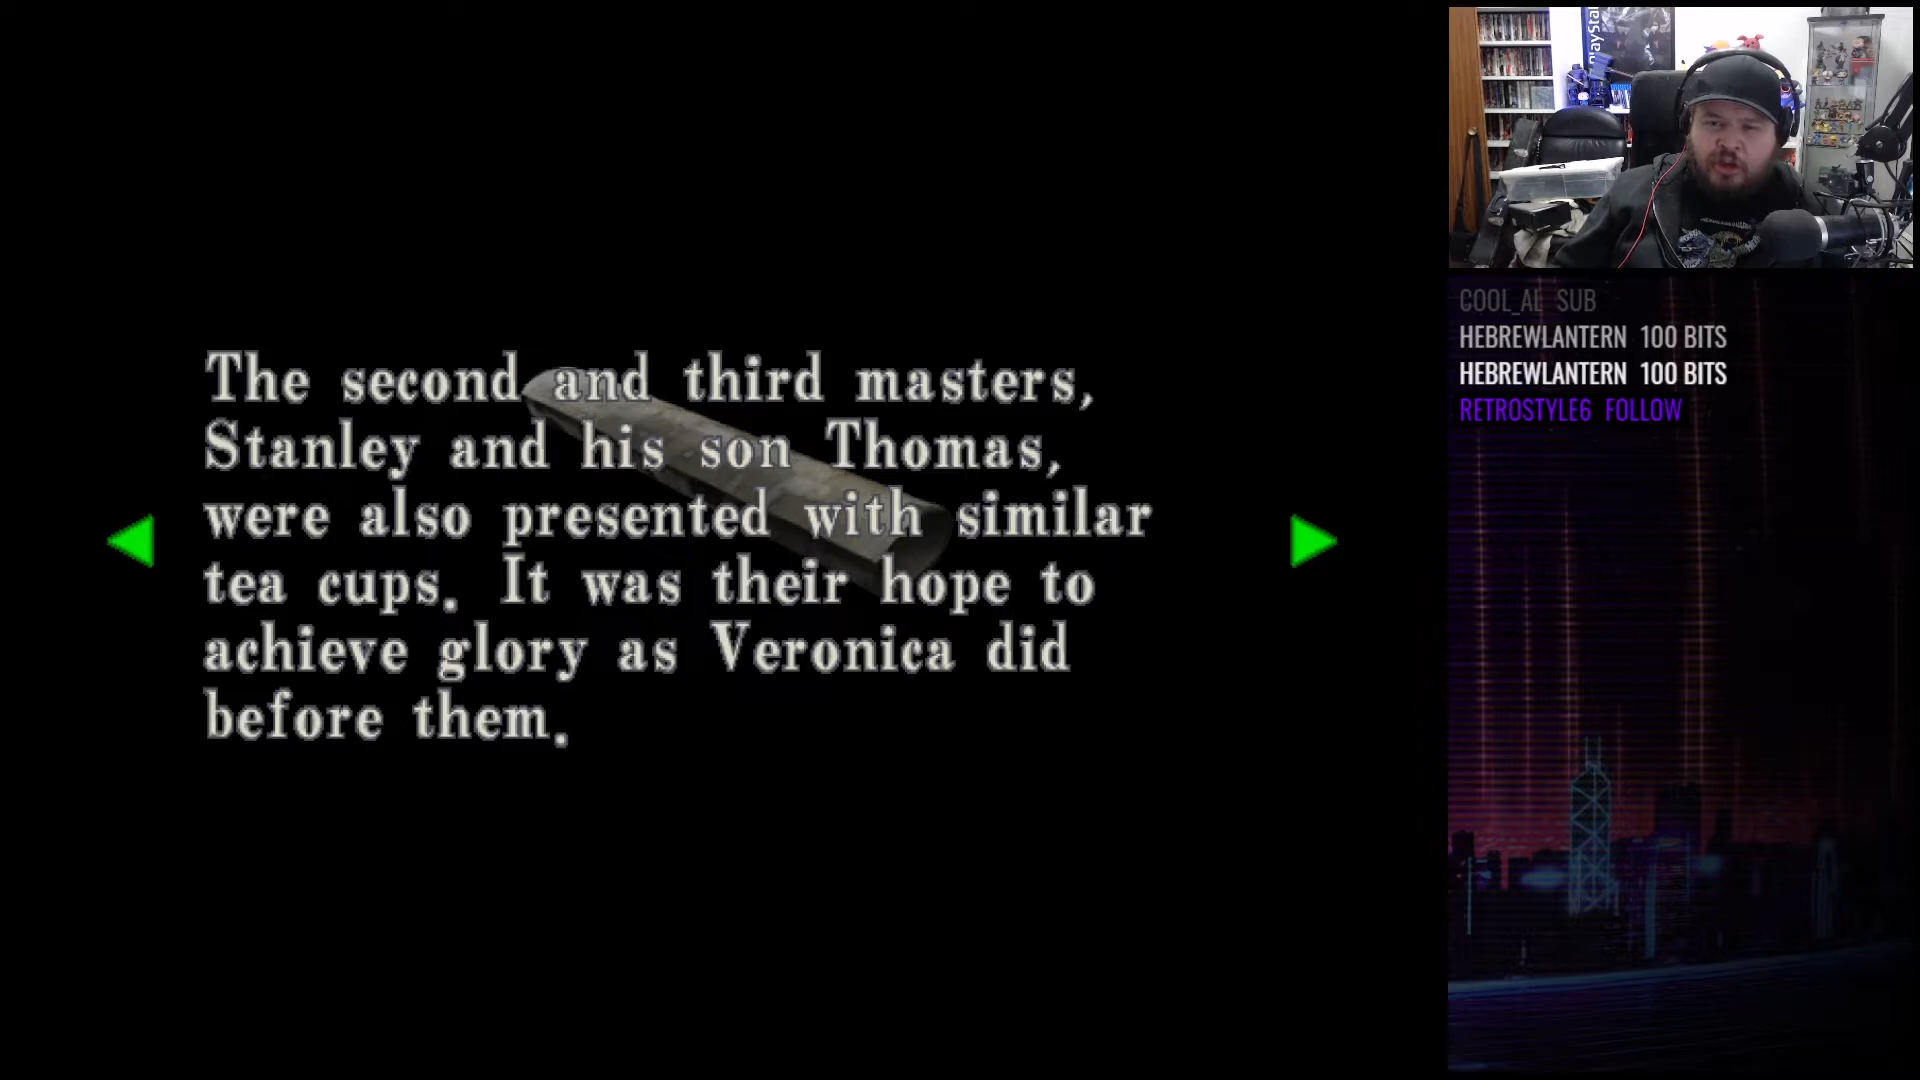 The second and third masters,
Stanley and his son Thomas,
were also presented with similar
tea cups. It was their hope to
achieve glory as Veronica did
before them.
COOL_AL SUB
HEBREWLANTERN 100 BITS
HEBREWLANTERN 100 BITS
RETROSTYLE6 FOLLOW